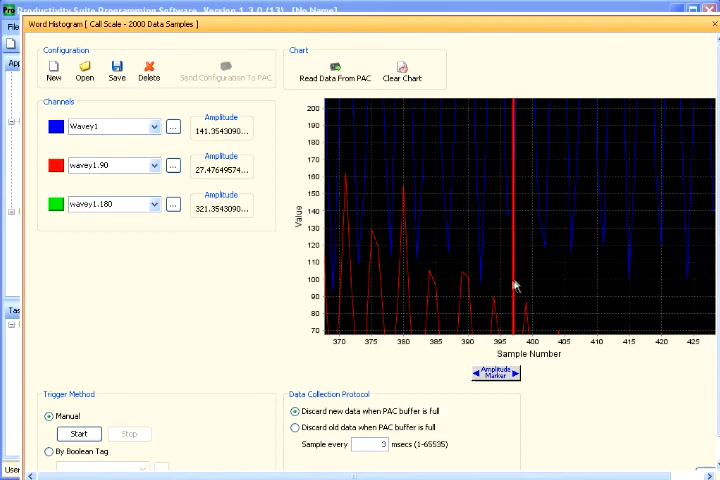 Productivity Suite Programming Software, Version 1.3.0 (13) [No Name]
File
Word Histogram [ Call Scale - 2000 Data Samples ]
Configuration
New
Open
Save
Delete
Send Configuration To PAC
Chart
Read Data From PAC
Clear Chart
Channels
Wavey1
...
Amplitude
141.3543090...
wavey1.90
...
Amplitude
27.47649574...
wavey1.180
...
Amplitude
321.3543090...
Value
200
190
180
170
160
150
140
130
120
110
100
90
80
70
370
375
380
385
390
395
400
405
410
415
420
425
Sample Number
Amplitude
Marker
Trigger Method
Manual
Start
Stop
By Boolean Tag
Data Collection Protocol
Discard new data when PAC buffer is full
Discard old data when PAC buffer is full
Sample every 3 msecs (1-65535)
App
Tas
User